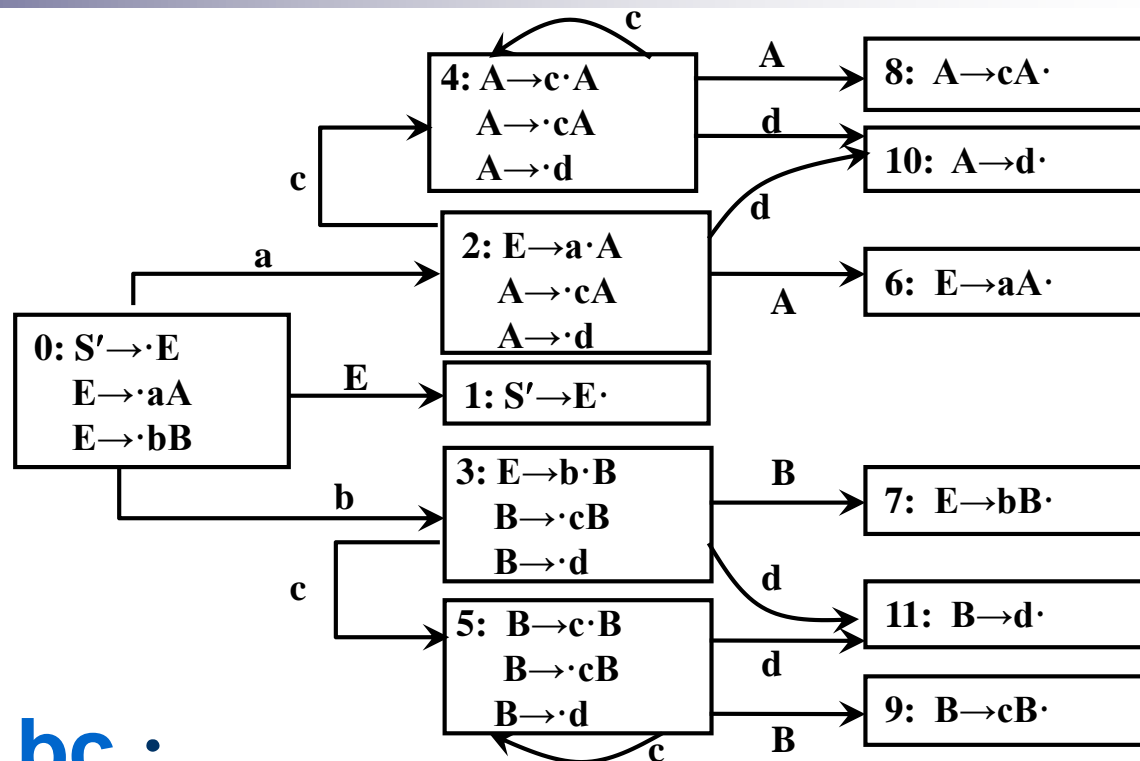 c
4: A→c·A
A→·cA
A→·d
A
8: A→cA·
d
10: A→d·
c
d
2: E→a·A
A→·cA
A→·d
a
A
6: E→aA·
0: S′→·E
E→·aA
E→·bB
E
1: S′→E·
3: E→b·B
B→·cB
B→·d
b
B
7: E→bB·
c
d
5: B→c·B
B→·cB
B→·d
11: B→d·
d
9: B→cB·
B
c
bc